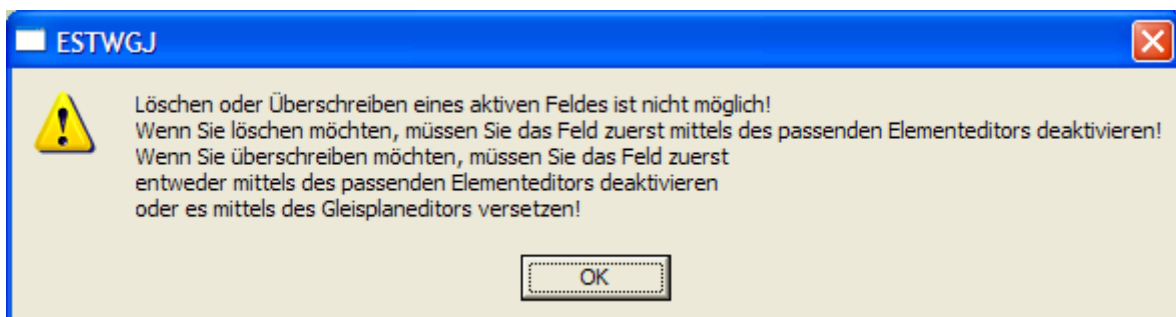 ESTWGJ
Löschen oder Überschreiben eines aktiven Feldes ist nicht möglich!
Wenn Sie löschen möchten, müssen Sie das Feld zuerst mittels des passenden Elementeditors deaktivieren!
Wenn Sie überschreiben möchten, müssen Sie das Feld zuerst
entweder mittels des passenden Elementeditors deaktivieren
oder es mittels des Gleisplaneditors versetzen!
OK